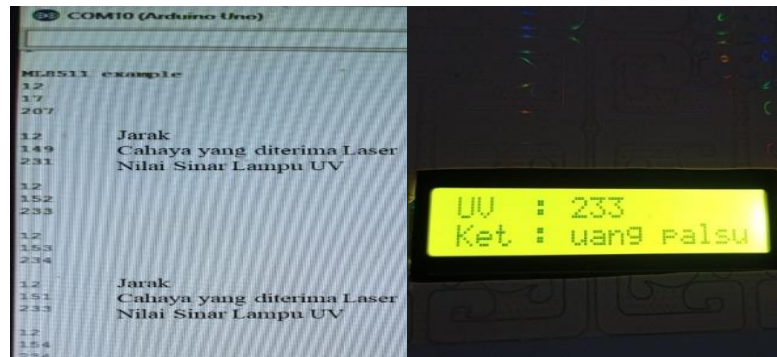 COM10 (Arduino Uno)
ML8511 example
12
17
207
12 Jarak
149 Cahaya yang diterima Laser
231 Nilai Sinar Lampu UV
12
152
233
12
153
234
12 Jarak
151 Cahaya yang diterima Laser
233 Nilai Sinar Lampu UV
12
154
234
UV : 233
Ket : uang palsu